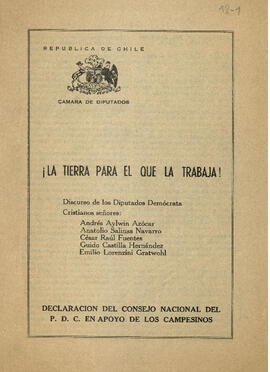 12-1
REPUBLICA DE CHILE
CAMARA DE DIPUTADOS
¡LA TIERRA PARA EL QUE LA TRABAJA!
Discurso de los Diputados Demócrata
Cristianos señores:
Andrés Aylwin Azócar
Anatolio Salinas Navarro
César Raúl Fuentes
Guido Castilla Hernández
Emilio Lorenzini Gratwohl
DECLARACION DEL CONSEJO NACIONAL DEL
P. D. C. EN APOYO DE LOS CAMPESINOS